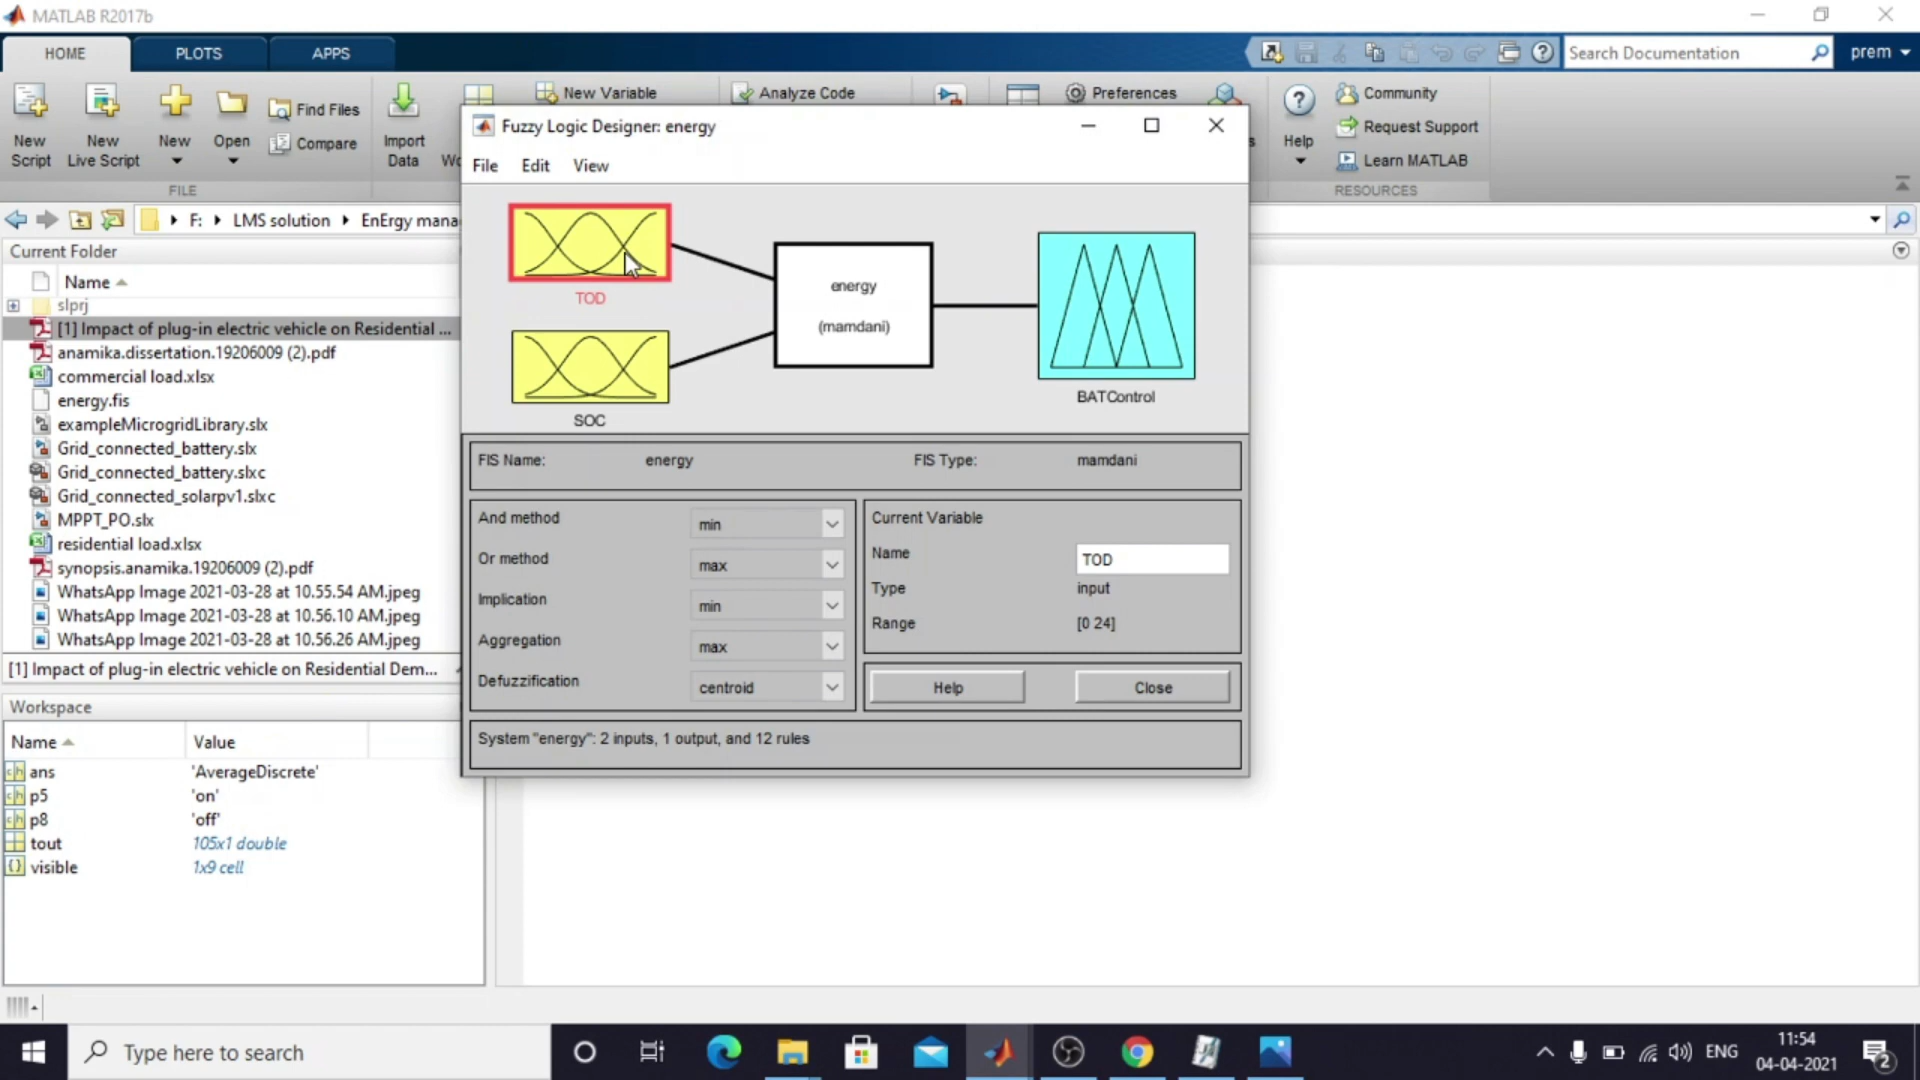 MATLAB R2017b
HOME PLOTS APPS
Search Documentation prem
New Script
New Live Script
New
Open
Find Files
Compare
Import Data
New Variable
Analyze Code
Preferences
Help
Community
Request Support
Learn MATLAB
FILE
RESOURCES
F: LMS solution EnErgy mana
Current Folder
Name
slprj
[1] Impact of plug-in electric vehicle on Residential ...
anamika.dissertation.19206009 (2).pdf
commercial load.xlsx
energy.fis
exampleMicrogridLibrary.slx
Grid_connected_battery.slx
Grid_connected_battery.slxc
Grid_connected_solarpv1.slxc
MPPT_PO.slx
residential load.xlsx
synopsis.anamika.19206009 (2).pdf
WhatsApp Image 2021-03-28 at 10.55.54 AM.jpeg
WhatsApp Image 2021-03-28 at 10.56.10 AM.jpeg
WhatsApp Image 2021-03-28 at 10.56.26 AM.jpeg
[1] Impact of plug-in electric vehicle on Residential Dem...
Workspace
Name Value
ans 'AverageDiscrete'
p5 'on'
p8 'off'
tout 105x1 double
visible 1x9 cell
Fuzzy Logic Designer: energy
File Edit View
TOD
SOC
energy
(mamdani)
BATControl
FIS Name: energy FIS Type: mamdani
And method min
Or method max
Implication min
Aggregation max
Defuzzification centroid
Current Variable
Name TOD
Type input
Range [0 24]
Help Close
System "energy": 2 inputs, 1 output, and 12 rules
Type here to search
ENG
11:54
04-04-2021
2